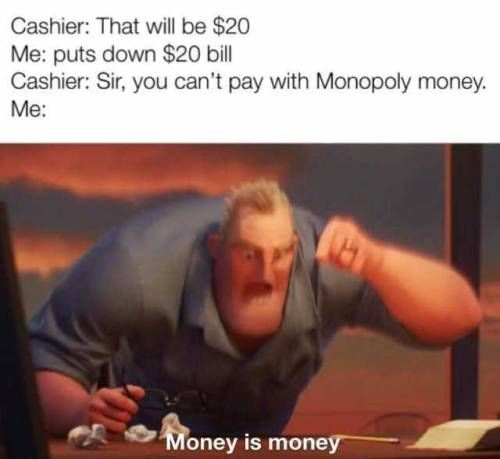 Cashier: That will be $20
Me: puts down $20 bill
Cashier: Sir, you can't pay with Monopoly money.
Me:
Money is money